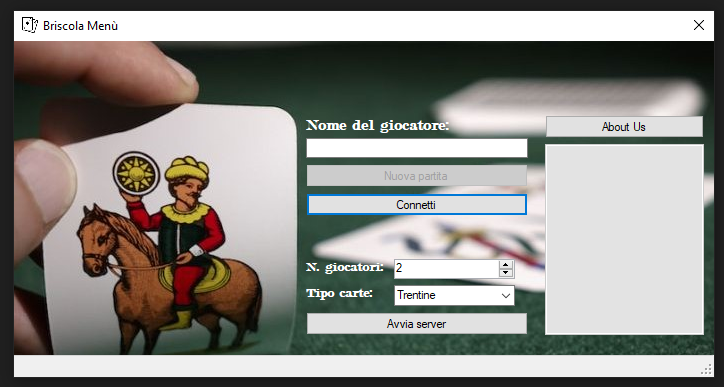 Briscola Menù
Nome del giocatore:
About Us
Nuova partita
Connetti
N. giocatori: 2
Tipo carte: Trentine
Avvia server